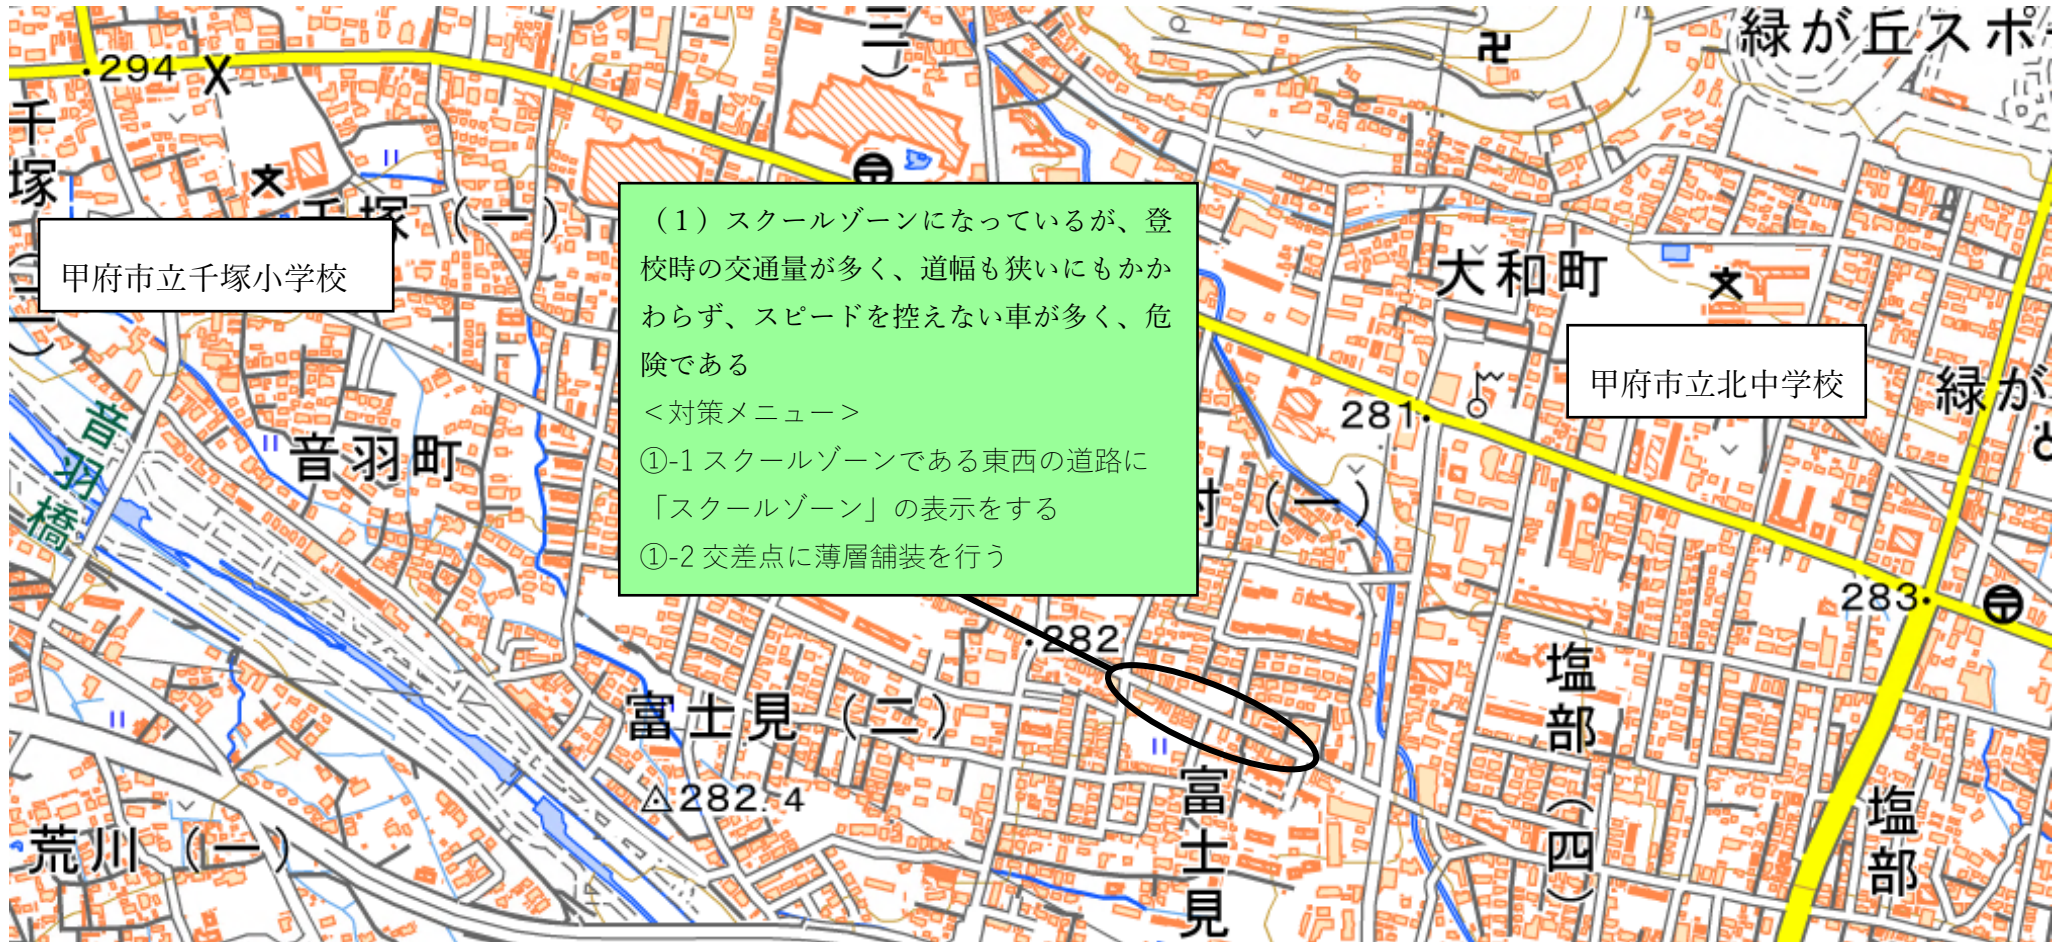 緑が丘スポ
三)
294
千塚
千塚(一)
甲府市立千塚小学校
(1)スクールゾーンになっているが、登
校時の交通量が多く、道幅も狭いにもかか
わらず、スピードを控えない車が多く、危
険である
<対策メニュー>
①-1 スクールゾーンである東西の道路に
「スクールゾーン」の表示をする
①-2 交差点に薄層舗装を行う
大和町
甲府市立北中学校
緑が
281
音羽橋
音羽町
村(一)
283
282
富士見(二)
282.4
塩部(四)
富士見
塩部
荒川(一)